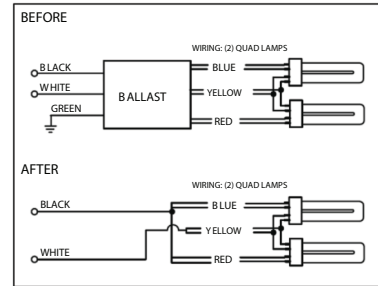 BEFORE
WIRING: (2) QUAD LAMPS
BLACK
BLUE
WHITE
BALLAST
YELLOW
GREEN
RED
AFTER
WIRING: (2) QUAD LAMPS
BLACK
BLUE
YELLOW
WHITE
RED